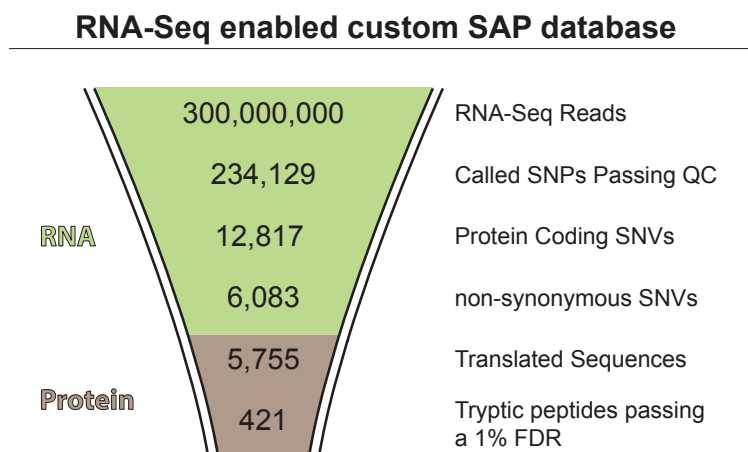 RNA-Seq enabled custom SAP database
300,000,000 RNA-Seq Reads
234,129 Called SNPs Passing QC
RNA 12,817 Protein Coding SNVs
6,083 non-synonymous SNVs
5,755 Translated Sequences
Protein 421 Tryptic peptides passing
a 1% FDR